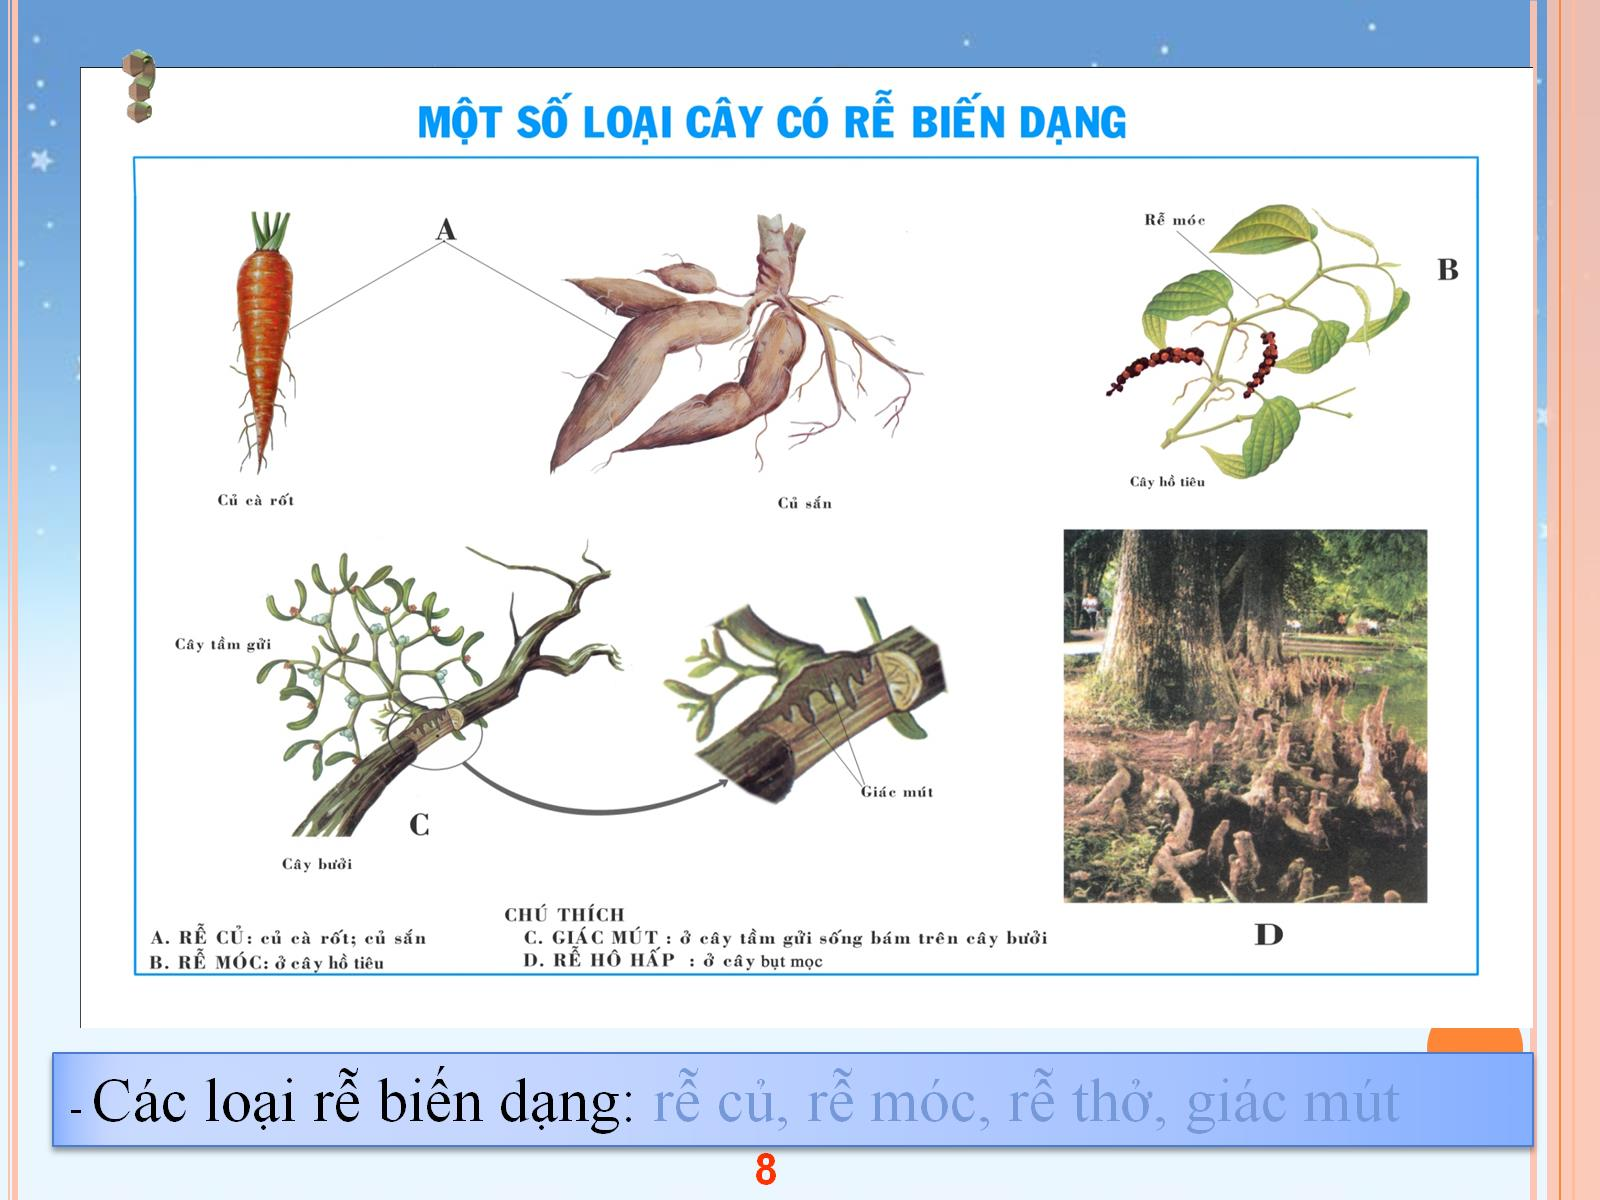 MỘT SỐ LOẠI CÂY CÓ RỄ BIẾN DẠNG
A
Rễ móc
B
Củ cà rốt
Củ sắn
Cây hồ tiêu
Cây tầm gửi
Giác mút
C
Cây bưởi
D
CHÚ THÍCH
A. RỄ CỦ: củ cà rốt; củ sắn
C. GIÁC MÚT : ở cây tầm gửi sống bám trên cây bưởi
B. RỄ MÓC: ở cây hồ tiêu
D. RỄ HÔ HẤP : ở cây bụt mọc
- Các loại rễ biến dạng: rễ củ, rễ móc, rễ thở, giác mút
8